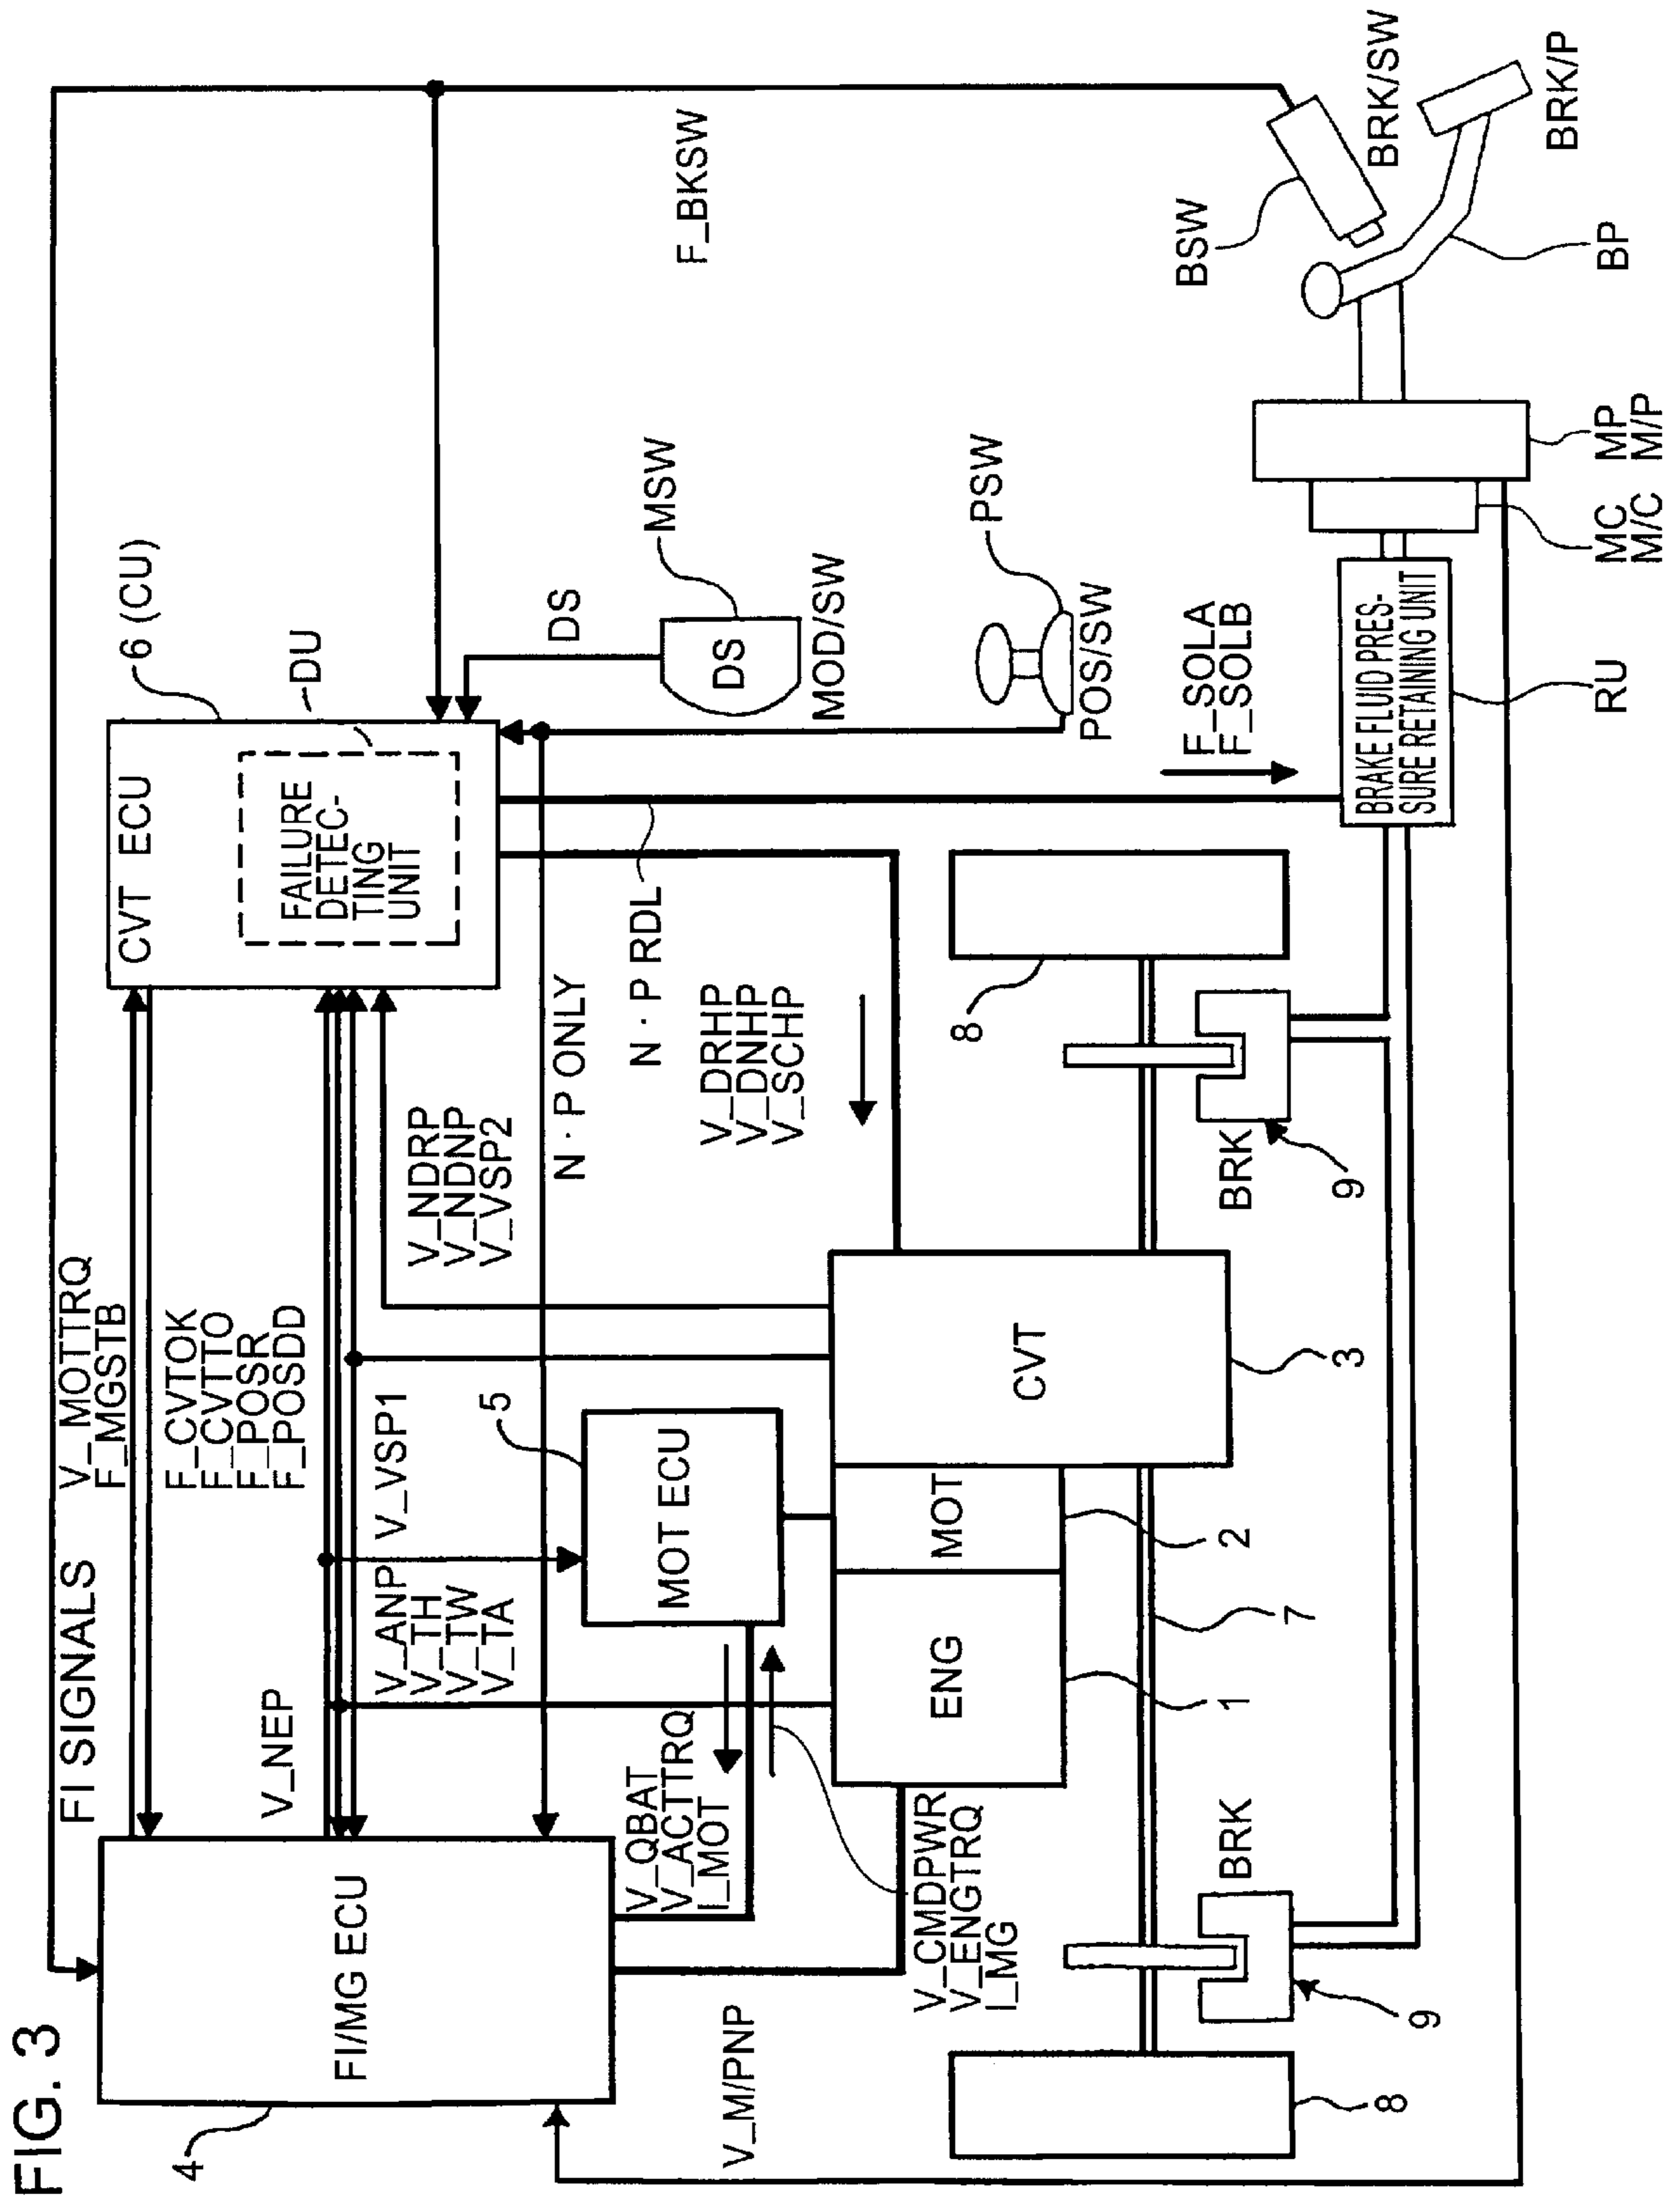 FIG. 3
FI SIGNALS
V_MOTTRQ
F_MGSTB
F_CVTOK
F_CVTTO
F_POSR
F_POSDD
V_NEP
4
FI/MG ECU
CVT ECU
FAILURE
DETEC-
TING
UNIT
6 (CU)
DU
V_VSP1
V_ANP
V_TH
V_TW
V_TA
V_NDRP
V_NDNP
V_VSP2
N · P ONLY
N · P RDL
DS
MSW
DS
MOD/SW
F_BKSW
5
MOT ECU
V_QBAT
V_ACTTRQ
I_MOT
V_CMDPWR
V_ENGTRQ
I_MG
V_M/PNP
V_DRHP
V_DNHP
V_SCHP
PSW
POS/SW
ENG
MOT
CVT
1
2
3
7
8
8
BRK
9
BRK
9
F_SOLA
F_SOLB
BRAKE FLUID PRES-
SURE RETAINING UNIT
RU
MC
M/C
MP
M/P
BSW
BRK/SW
BP
BRK/P